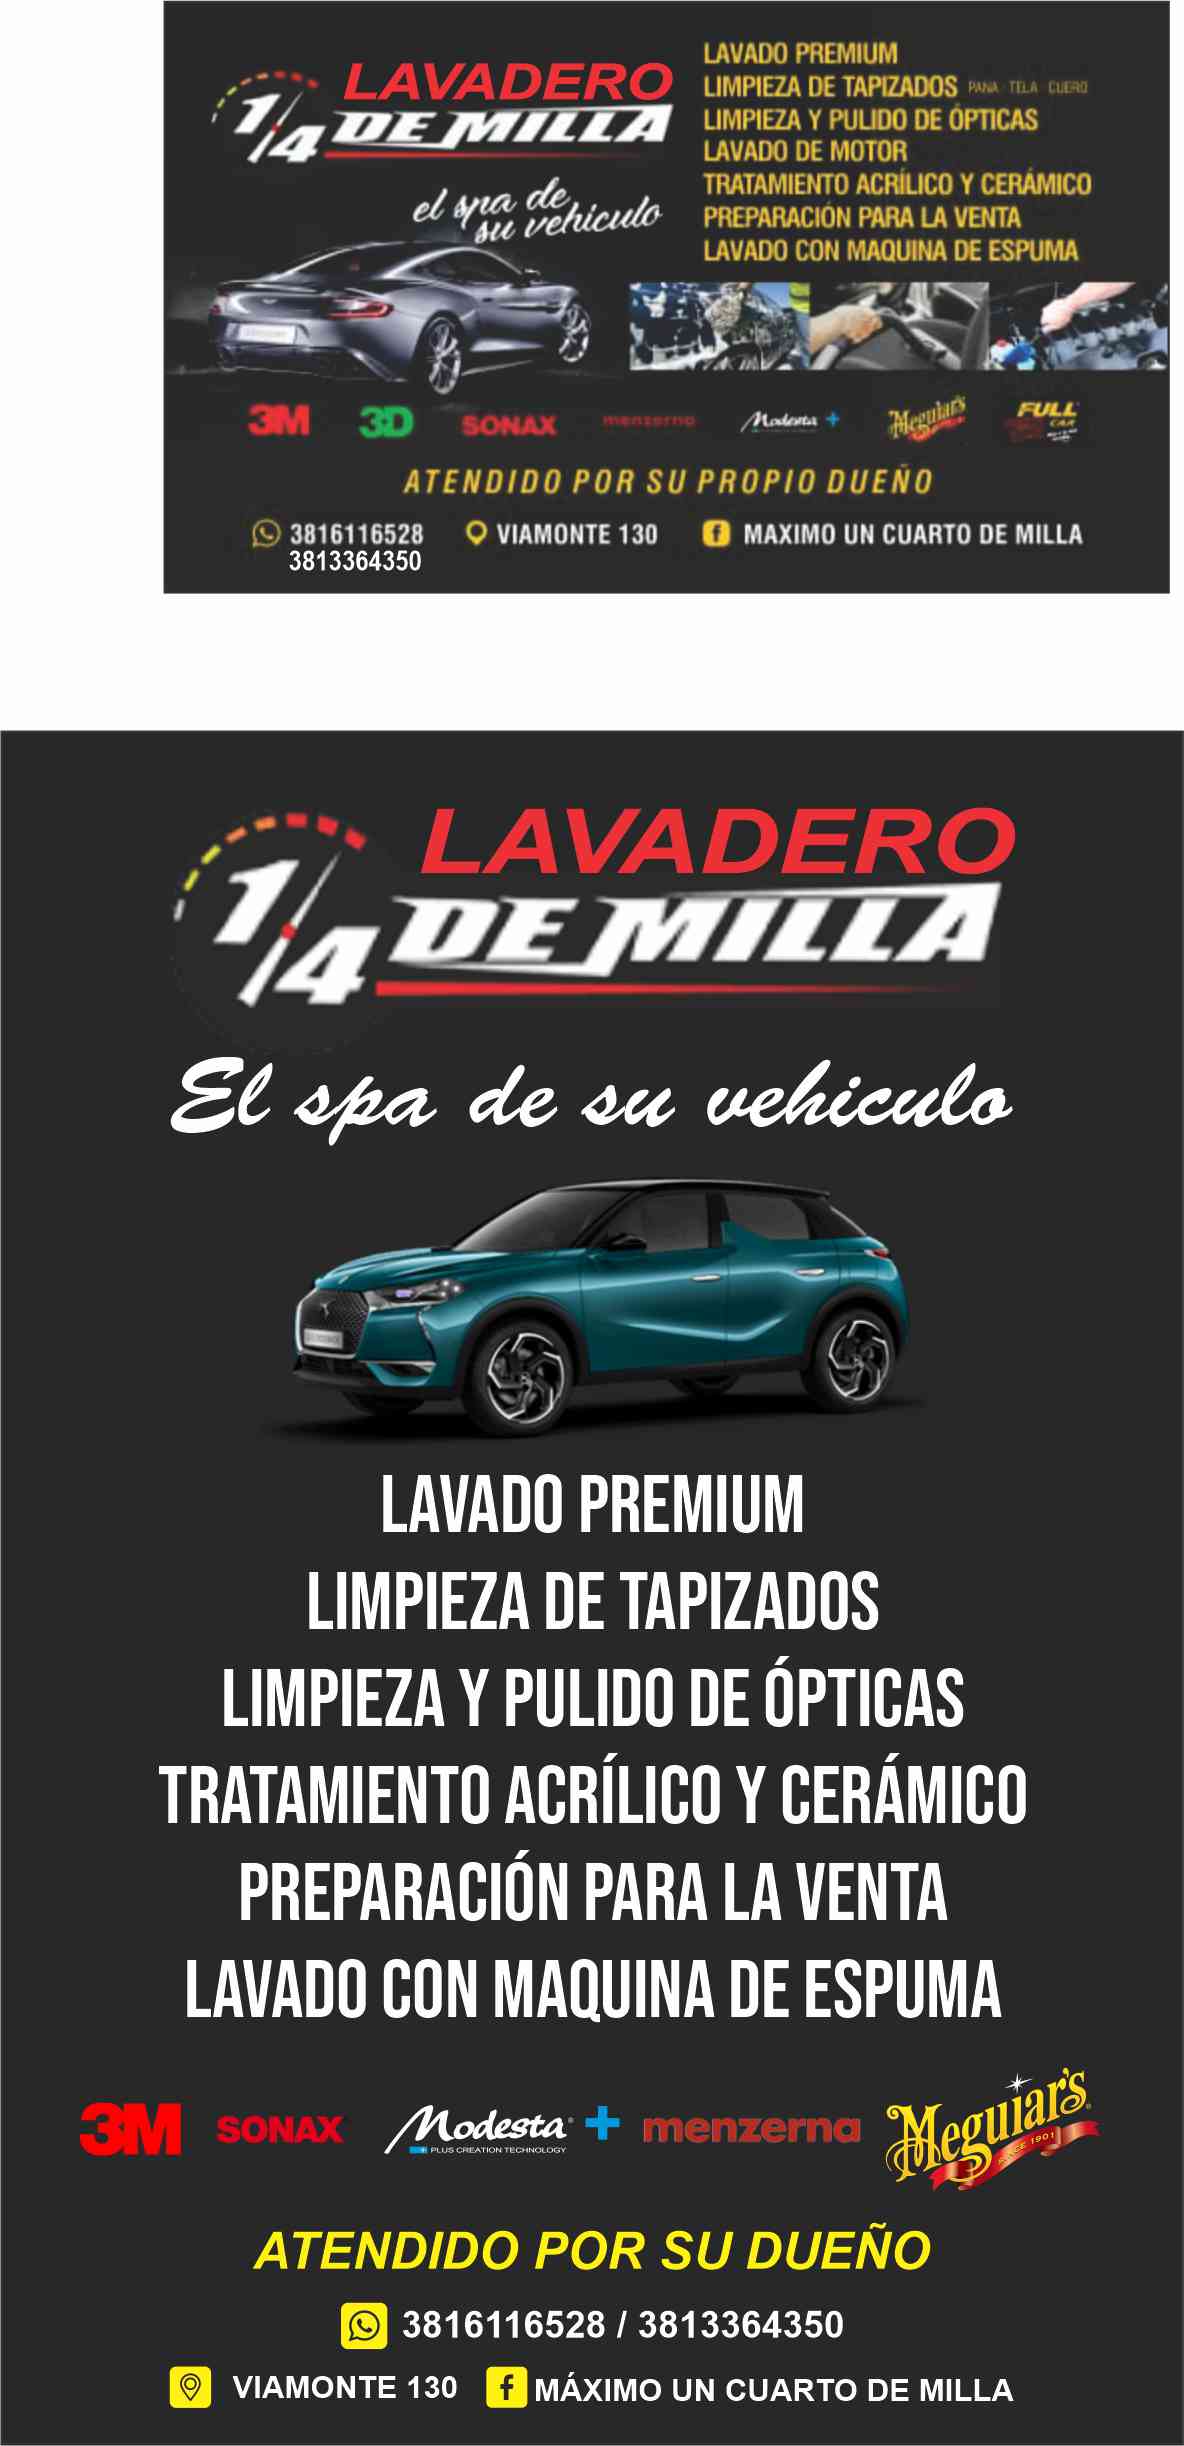 LAVADERO
1/4 DE MILLA
el spa de
su vehiculo
LAVADO PREMIUM
LIMPIEZA DE TAPIZADOS PANA · TELA · CUERO
LIMPIEZA Y PULIDO DE ÓPTICAS
LAVADO DE MOTOR
TRATAMIENTO ACRÍLICO Y CERÁMICO
PREPARACIÓN PARA LA VENTA
LAVADO CON MAQUINA DE ESPUMA
3M 3D SONAX menzerna Modesta + Meguiar's FULL CAR
ATENDIDO POR SU PROPIO DUEÑO
3816116528 VIAMONTE 130 MAXIMO UN CUARTO DE MILLA
3813364350
LAVADERO
1/4 DE MILLA
El spa de su vehiculo
LAVADO PREMIUM
LIMPIEZA DE TAPIZADOS
LIMPIEZA Y PULIDO DE ÓPTICAS
TRATAMIENTO ACRÍLICO Y CERÁMICO
PREPARACIÓN PARA LA VENTA
LAVADO CON MAQUINA DE ESPUMA
3M SONAX Modesta + menzerna Meguiar's
PLUS CREATION TECHNOLOGY SINCE 1901
ATENDIDO POR SU DUEÑO
3816116528 / 3813364350
VIAMONTE 130 MÁXIMO UN CUARTO DE MILLA